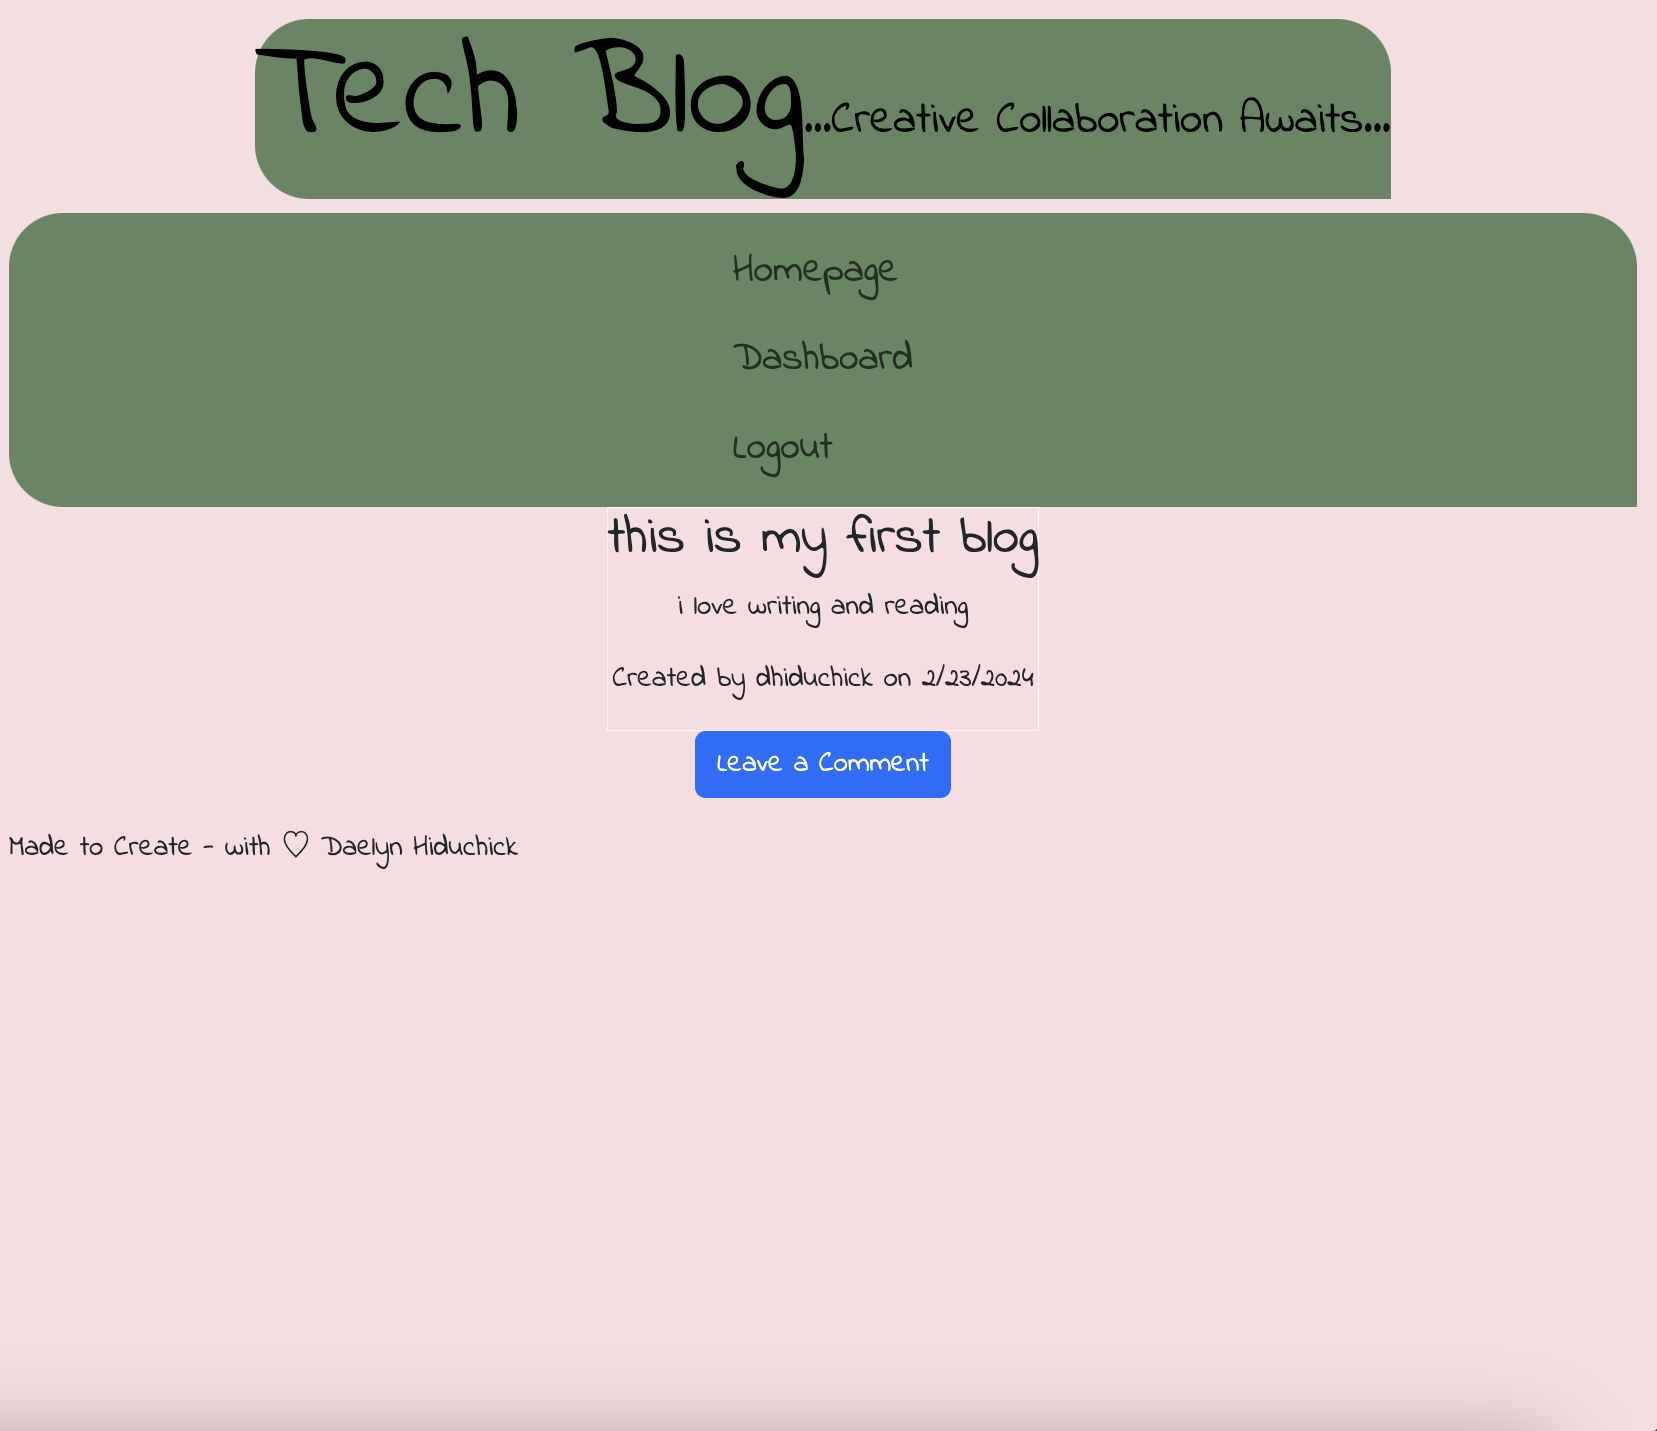 Tech Blog...Creative Collaboration Awaits...
Homepage
Dashboard
Logout
this is my first blog
i love writing and reading
Created by dhiduchick on 2/23/2024
Leave a Comment
Made to Create - with ♡ Daelyn Hiduchick